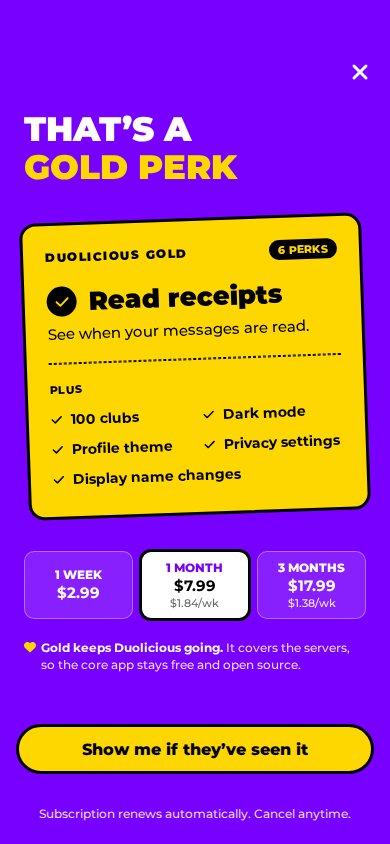 THAT’S A
GOLD PERK
DUOLICIOUS GOLD
6 PERKS
Read receipts
See when your messages are read.
PLUS
100 clubs
Dark mode
Profile theme
Privacy settings
Display name changes
1 WEEK
$2.99
1 MONTH
$7.99
$1.84/wk
3 MONTHS
$17.99
$1.38/wk
Gold keeps Duolicious going. It covers the servers,
so the core app stays free and open source.
Show me if they’ve seen it
Subscription renews automatically. Cancel anytime.